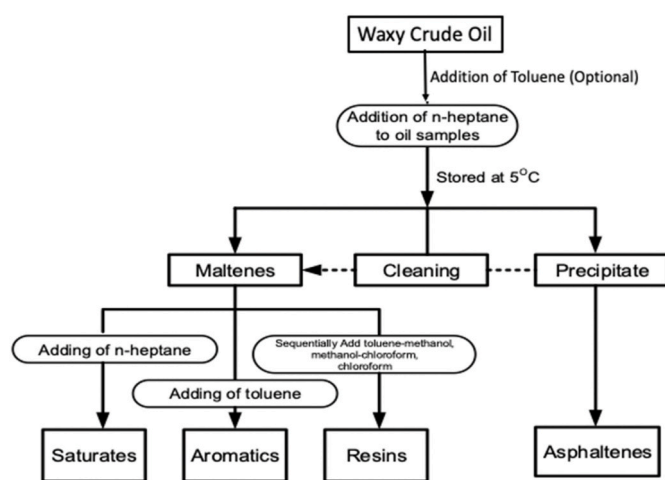 Waxy Crude Oil
Addition of Toluene (Optional)
Addition of n-heptane
to oil samples
Stored at 5°C
Maltenes
Cleaning
Precipitate
Adding of n-heptane
Sequentially Add toluene-methanol,
methanol-chloroform,
chloroform
Adding of toluene
Saturates
Aromatics
Resins
Asphaltenes